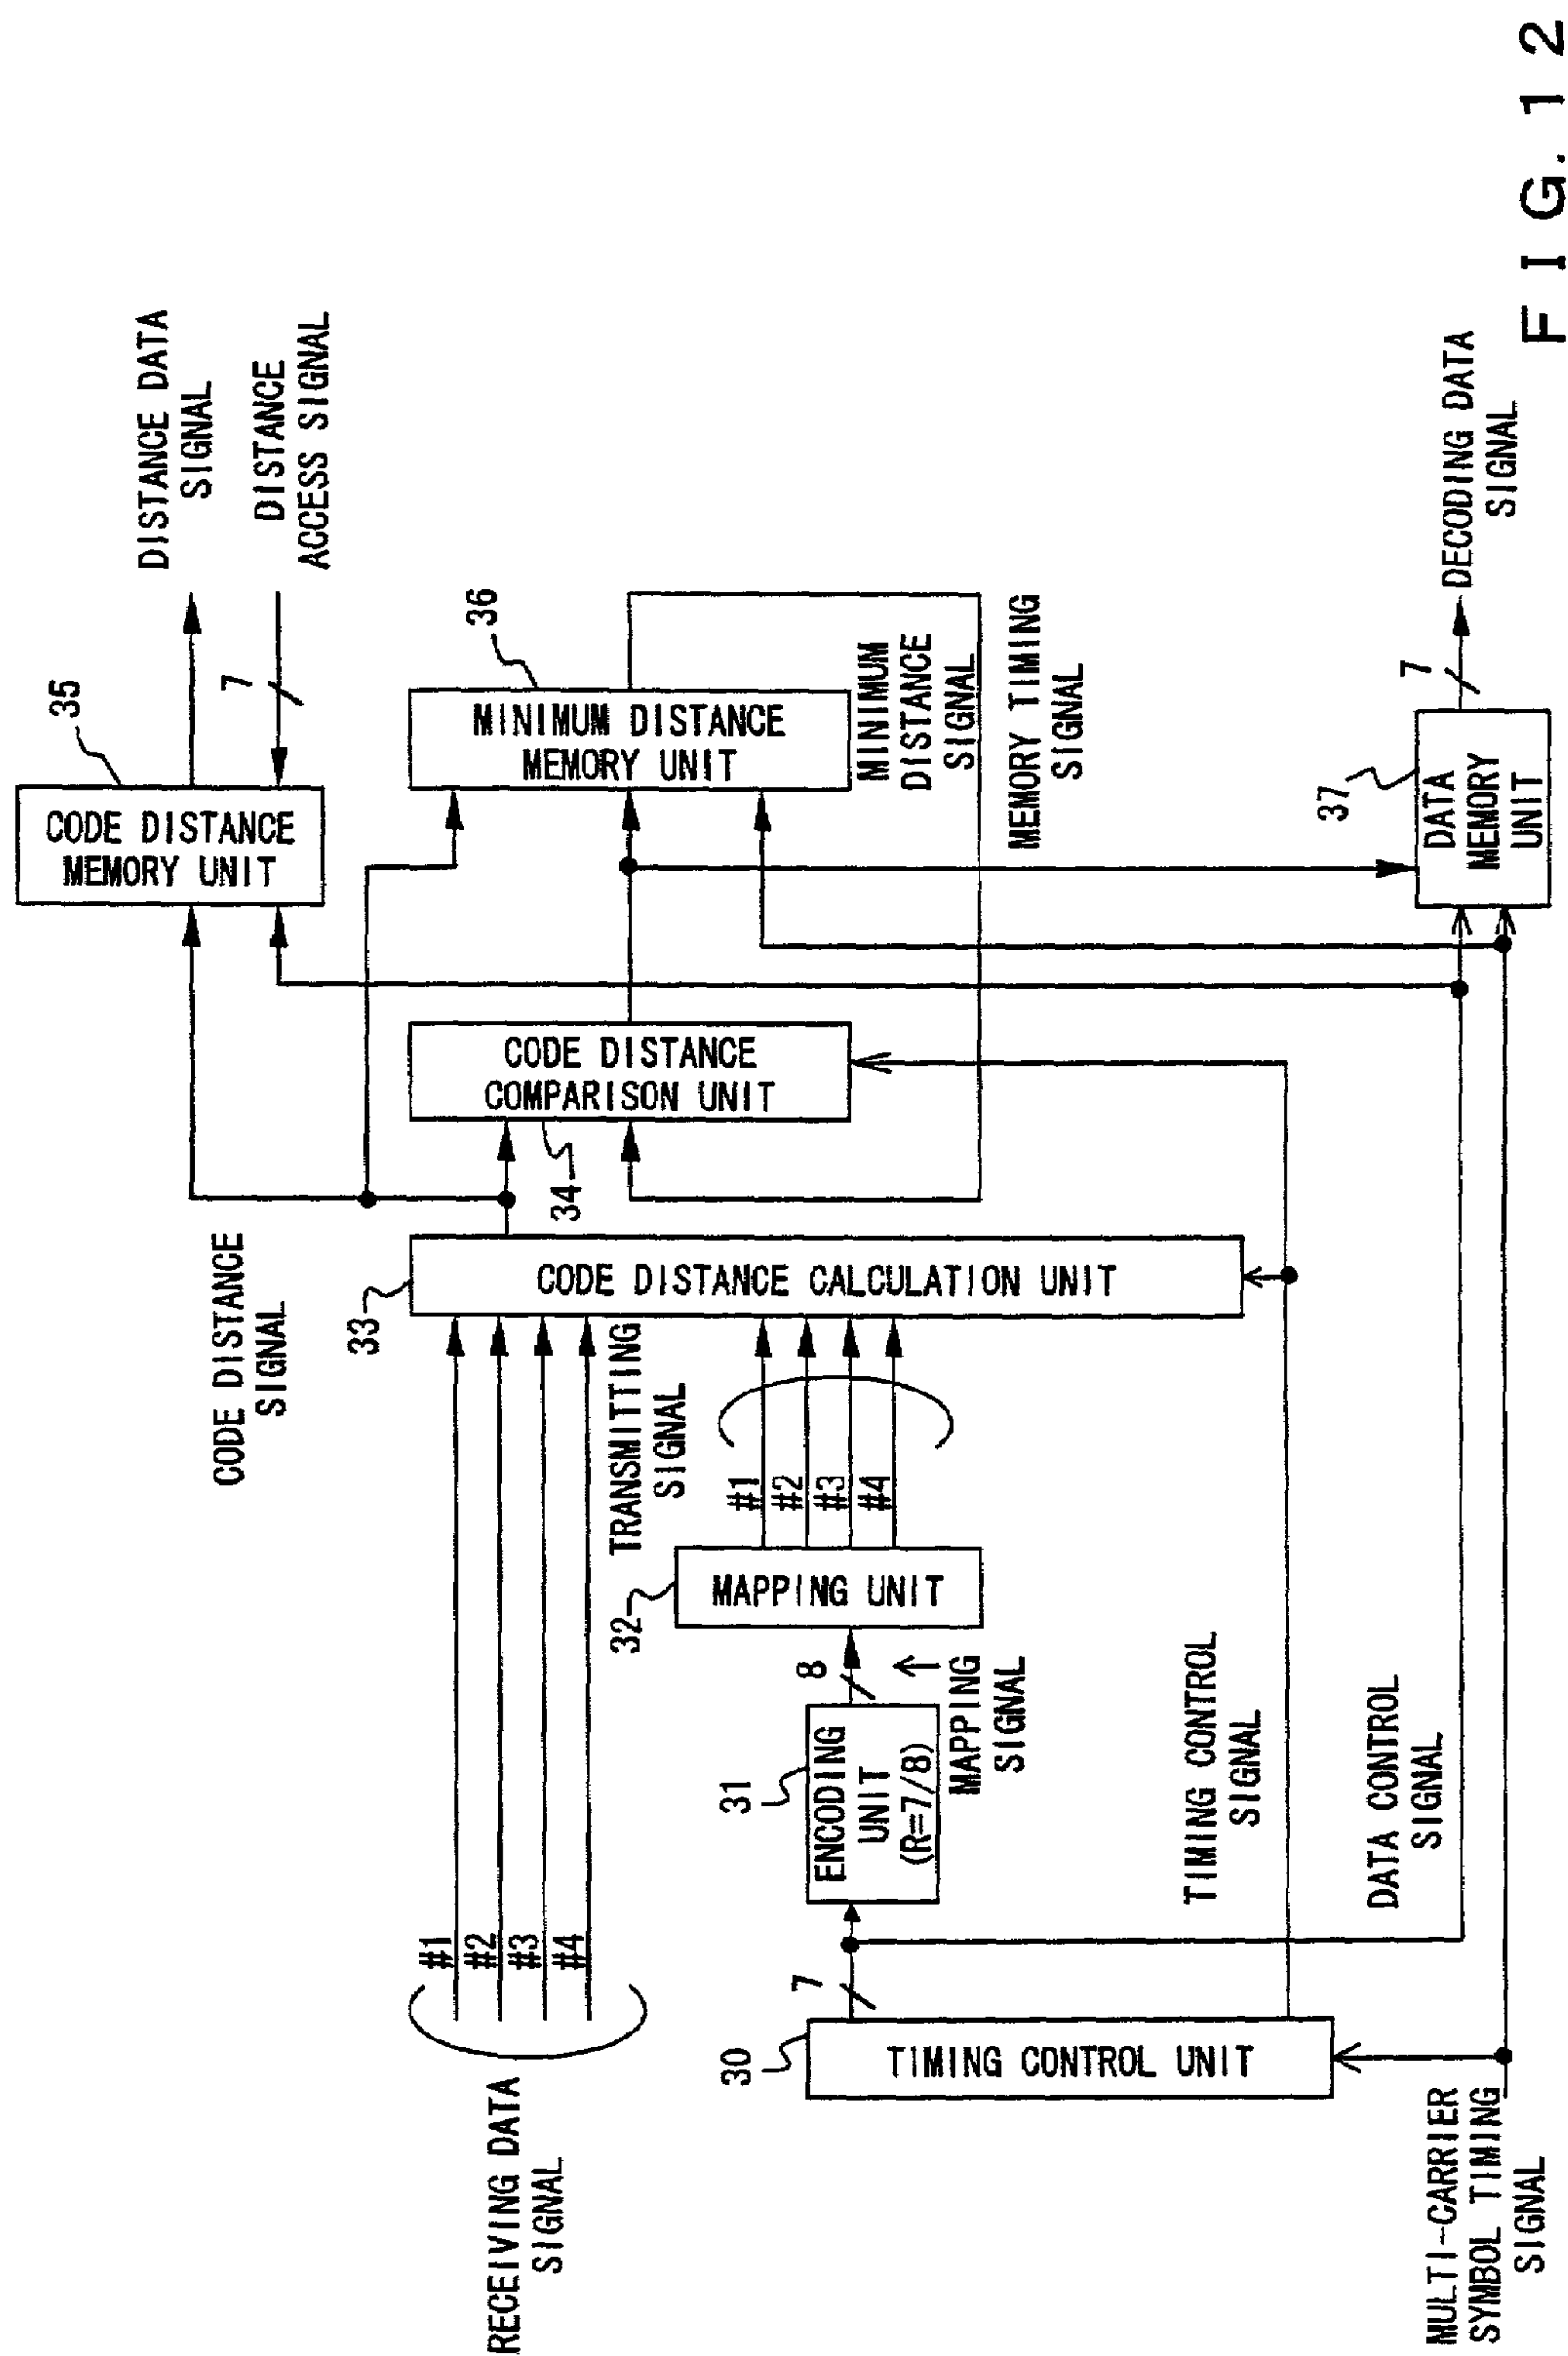 DISTANCE DATA
SIGNAL
DISTANCE
ACCESS SIGNAL
7
35
CODE DISTANCE
MEMORY UNIT
36
MINIMUM DISTANCE
MEMORY UNIT
MINIMUM
DISTANCE
SIGNAL
MEMORY TIMING
SIGNAL
CODE DISTANCE
COMPARISON UNIT
34
CODE DISTANCE
SIGNAL
33
CODE DISTANCE CALCULATION UNIT
RECEIVING DATA
SIGNAL
#1
#2
#3
#4
TRANSMITTING
SIGNAL
#1
#2
#3
#4
32
MAPPING UNIT
8
MAPPING
SIGNAL
31
ENCODING
UNIT
(R=7/8)
7
30
TIMING CONTROL UNIT
TIMING CONTROL
SIGNAL
DATA CONTROL
SIGNAL
MULTI-CARRIER
SYMBOL TIMING
SIGNAL
37
DATA
MEMORY
UNIT
7
DECODING DATA
SIGNAL
FIG. 12